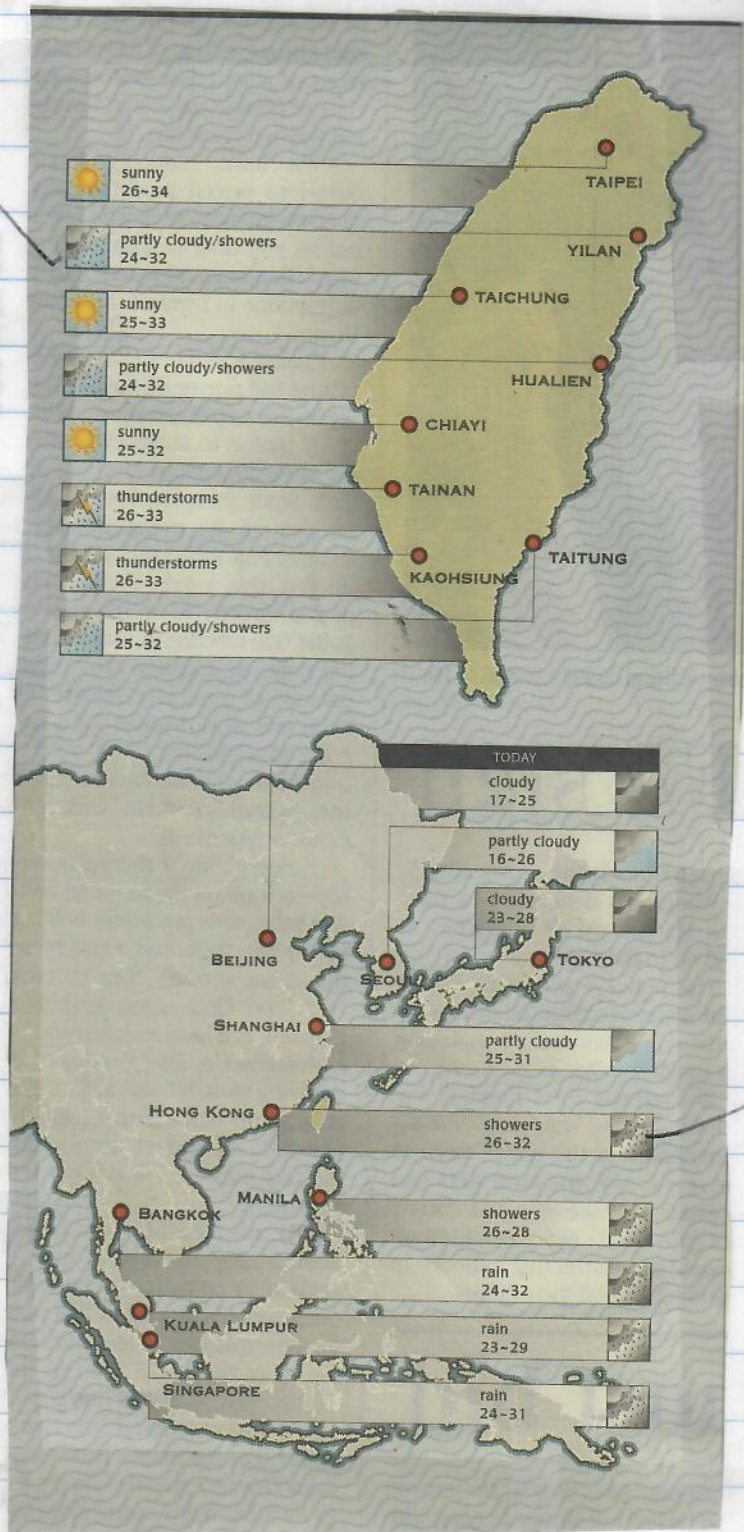 sunny
26~34
TAIPEI
partly cloudy/showers
24~32
YILAN
sunny
25~33
TAICHUNG
partly cloudy/showers
24~32
HUALIEN
sunny
25~32
CHIAYI
thunderstorms
26~33
TAINAN
thunderstorms
26~33
KAOHSIUNG
TAITUNG
partly cloudy/showers
25~32
TODAY
cloudy
17~25
partly cloudy
16~26
cloudy
23~28
BEIJING
SEOUL
TOKYO
SHANGHAI
partly cloudy
25~31
HONG KONG
showers
26~32
MANILA
BANGKOK
showers
26~28
rain
24~32
KUALA LUMPUR
rain
23~29
SINGAPORE
rain
24~31